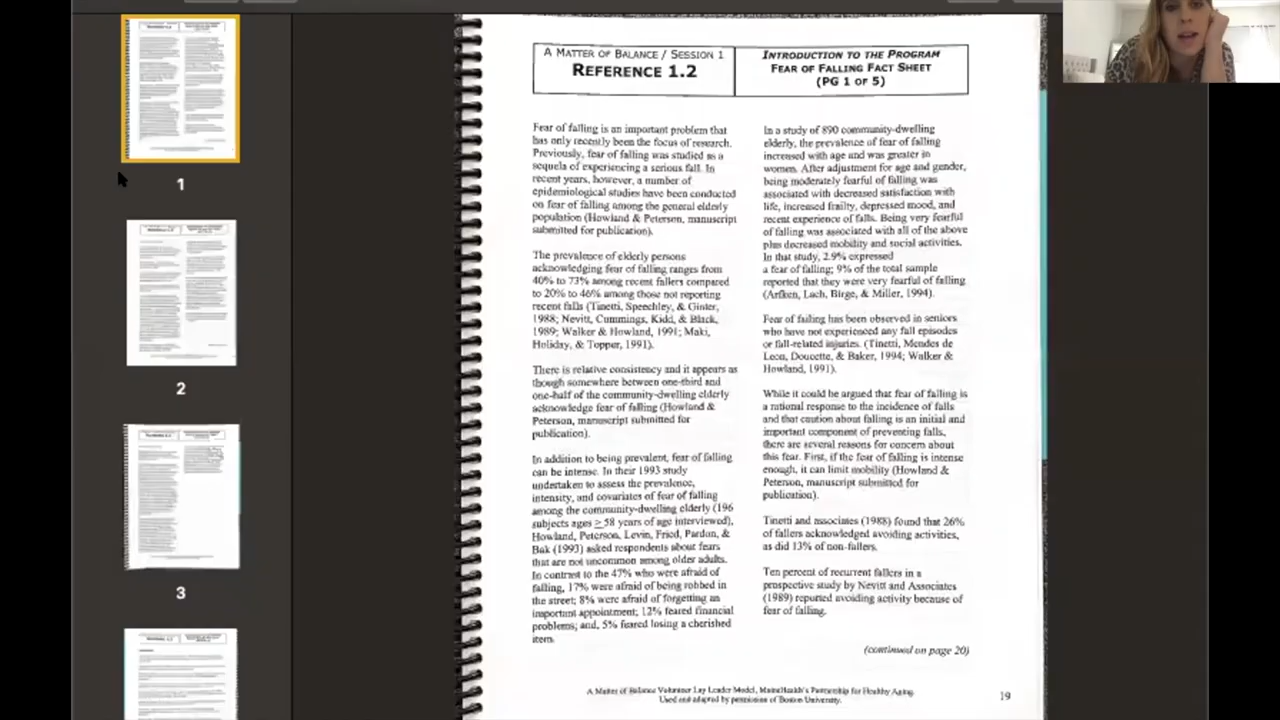 A MATTER OF BALANCE / SESSION 1
REFERENCE 1.2
INTRODUCTION TO THE PROGRAM
FEAR OF FALLING FACT SHEET
(PG 1 OF 5)
Fear of falling is an important problem that
has only recently been the focus of research.
Previously, fear of falling was studied as a
sequela of experiencing a serious fall. In
recent years, however, a number of
epidemiological studies have been conducted
on fear of falling among the general elderly
population (Howland & Peterson, manuscript
submitted for publication).
The prevalence of elderly persons
acknowledging fear of falling ranges from
40% to 73% among recent fallers compared
to 20% to 46% among those not reporting
recent falls (Tinetti, Speechley, & Ginter,
1988; Nevitt, Cummings, Kidd, & Black,
1989; Walker & Howland, 1991; Maki,
Holiday, & Topper, 1991).
There is relative consistency and it appears as
though somewhere between one-third and
one-half of the community-dwelling elderly
acknowledge fear of falling (Howland &
Peterson, manuscript submitted for
publication).
In addition to being prevalent, fear of falling
can be intense. In their 1993 study
undertaken to assess the prevalence,
intensity, and covariates of fear of falling
among the community-dwelling elderly (196
subjects ages ≥ 58 years of age interviewed),
Howland, Peterson, Levin, Fried, Pardon, &
Bak (1993) asked respondents about fears
that are not uncommon among older adults.
In contrast to the 47% who were afraid of
falling, 17% were afraid of being robbed in
the street; 8% were afraid of forgetting an
important appointment; 12% feared financial
problems; and, 5% feared losing a cherished
item.
In a study of 890 community-dwelling
elderly, the prevalence of fear of falling
increased with age and was greater in
women. After adjustment for age and gender,
being moderately fearful of falling was
associated with decreased satisfaction with
life, increased frailty, depressed mood, and
recent experience of falls. Being very fearful
of falling was associated with all of the above
plus decreased mobility and social activities.
In that study, 2.9% expressed
a fear of falling; 9% of the total sample
reported that they were very fearful of falling
(Arfken, Lach, Birge, & Miller, 1994).
Fear of falling has been observed in seniors
who have not experienced any fall episodes
or fall-related injuries. (Tinetti, Mendes de
Leon, Doucette, & Baker, 1994; Walker &
Howland, 1991).
While it could be argued that fear of falling is
a rational response to the incidence of falls
and that caution about falling is an initial and
important component of preventing falls,
there are several reasons for concern about
this fear. First, if the fear of falling is intense
enough, it can limit mobility (Howland &
Peterson, manuscript submitted for
publication).
Tinetti and associates (1988) found that 26%
of fallers acknowledged avoiding activities,
as did 13% of non-fallers.
Ten percent of recurrent fallers in a
prospective study by Nevitt and Associates
(1989) reported avoiding activity because of
fear of falling.
(continued on page 20)
A Matter of Balance Volunteer Lay Leader Model, MaineHealth's Partnership for Healthy Aging.
Used and adapted by permission of Boston University.
19
1
2
3